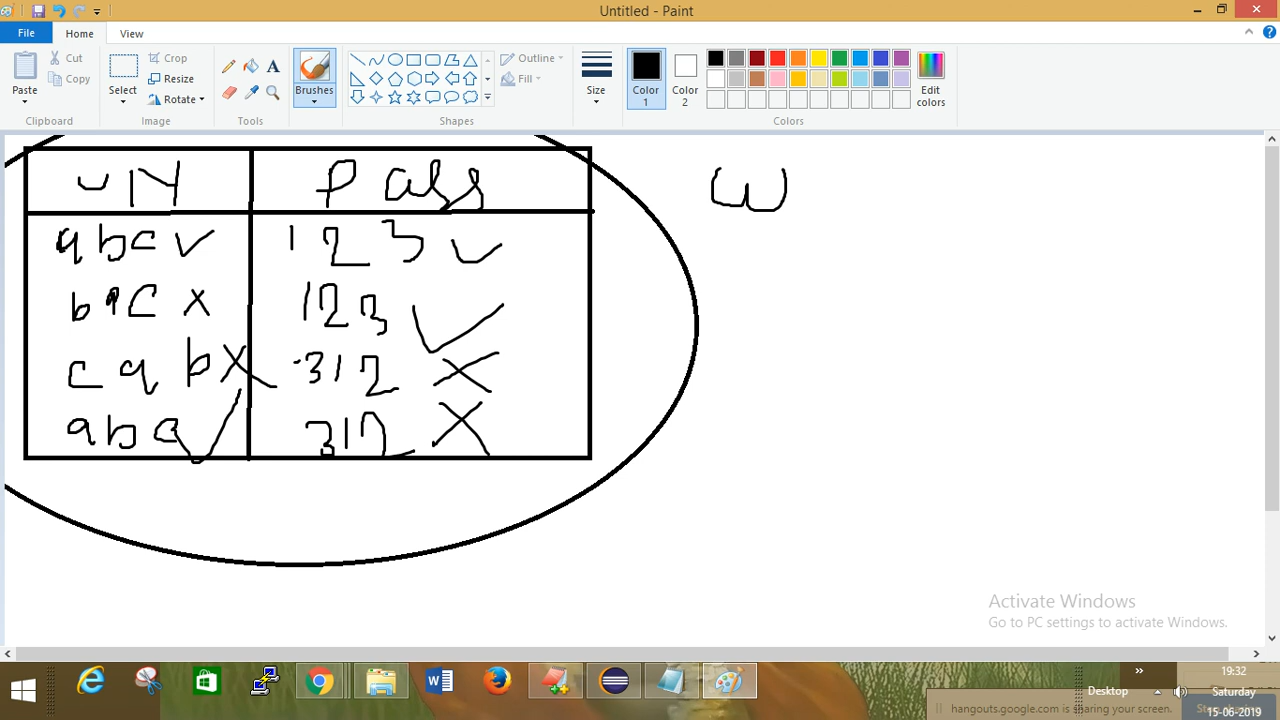 Untitled - Paint
File Home View
Paste Cut Copy Select Crop Resize Rotate Brushes Outline Fill Size Color 1 Color 2 Edit colors
Clipboard Image Tools Shapes Colors
UN Pass W
abc ✓ 123 ✓
bac x 123 ✓
cab x 312 x
aba ✓ 312 x
Activate Windows
Go to PC settings to activate Windows.
19:32
Desktop Saturday
hangouts.google.com is sharing your screen. 15-06-2019